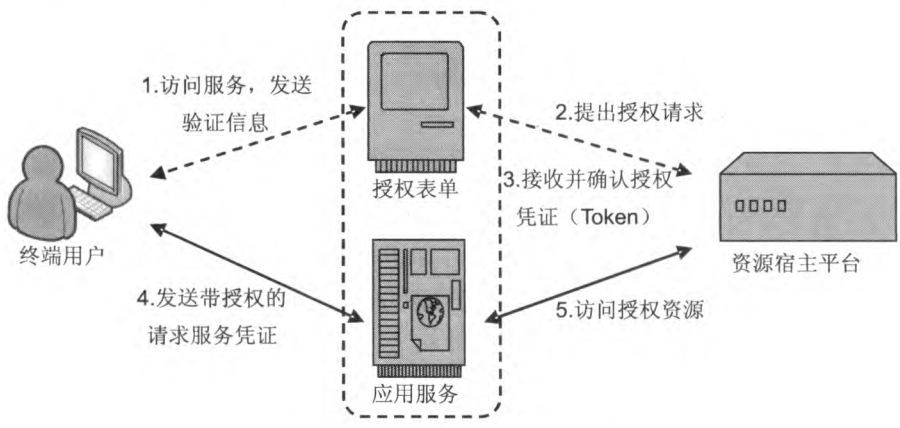 1.访问服务，发送
验证信息
2.提出授权请求
授权表单
3.接收并确认授权
凭证（Token）
终端用户
资源宿主平台
4.发送带授权的
请求服务凭证
5.访问授权资源
应用服务